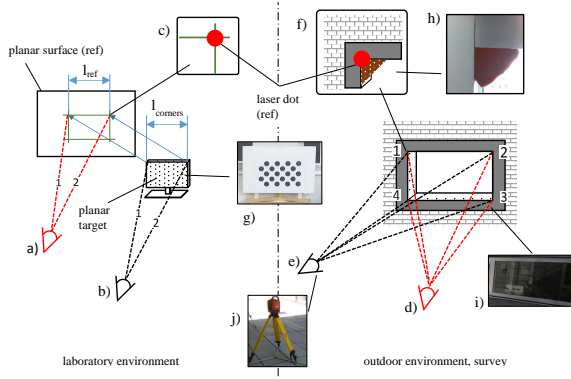 c)
f)
h)
planar surface (ref)
l_ref
laser dot
(ref)
l_corners
1
2
1
2
planar
target
g)
1
2
4
3
a)
b)
e)
d)
i)
j)
laboratory environment
outdoor environment, survey